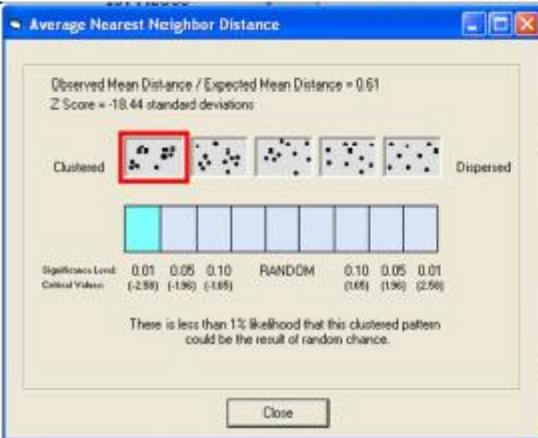 Average Nearest Neighbor Distance
Observed Mean Distance / Expected Mean Distance = 0.61
Z Score = -18.44 standard deviations
Clustered
Dispersed
Significance Level: 0.01 0.05 0.10 RANDOM 0.10 0.05 0.01
Critical Values: (-2.58) (-1.96) (-1.65) (1.65) (1.96) (2.58)
There is less than 1% likelihood that this clustered pattern
could be the result of random chance.
Close